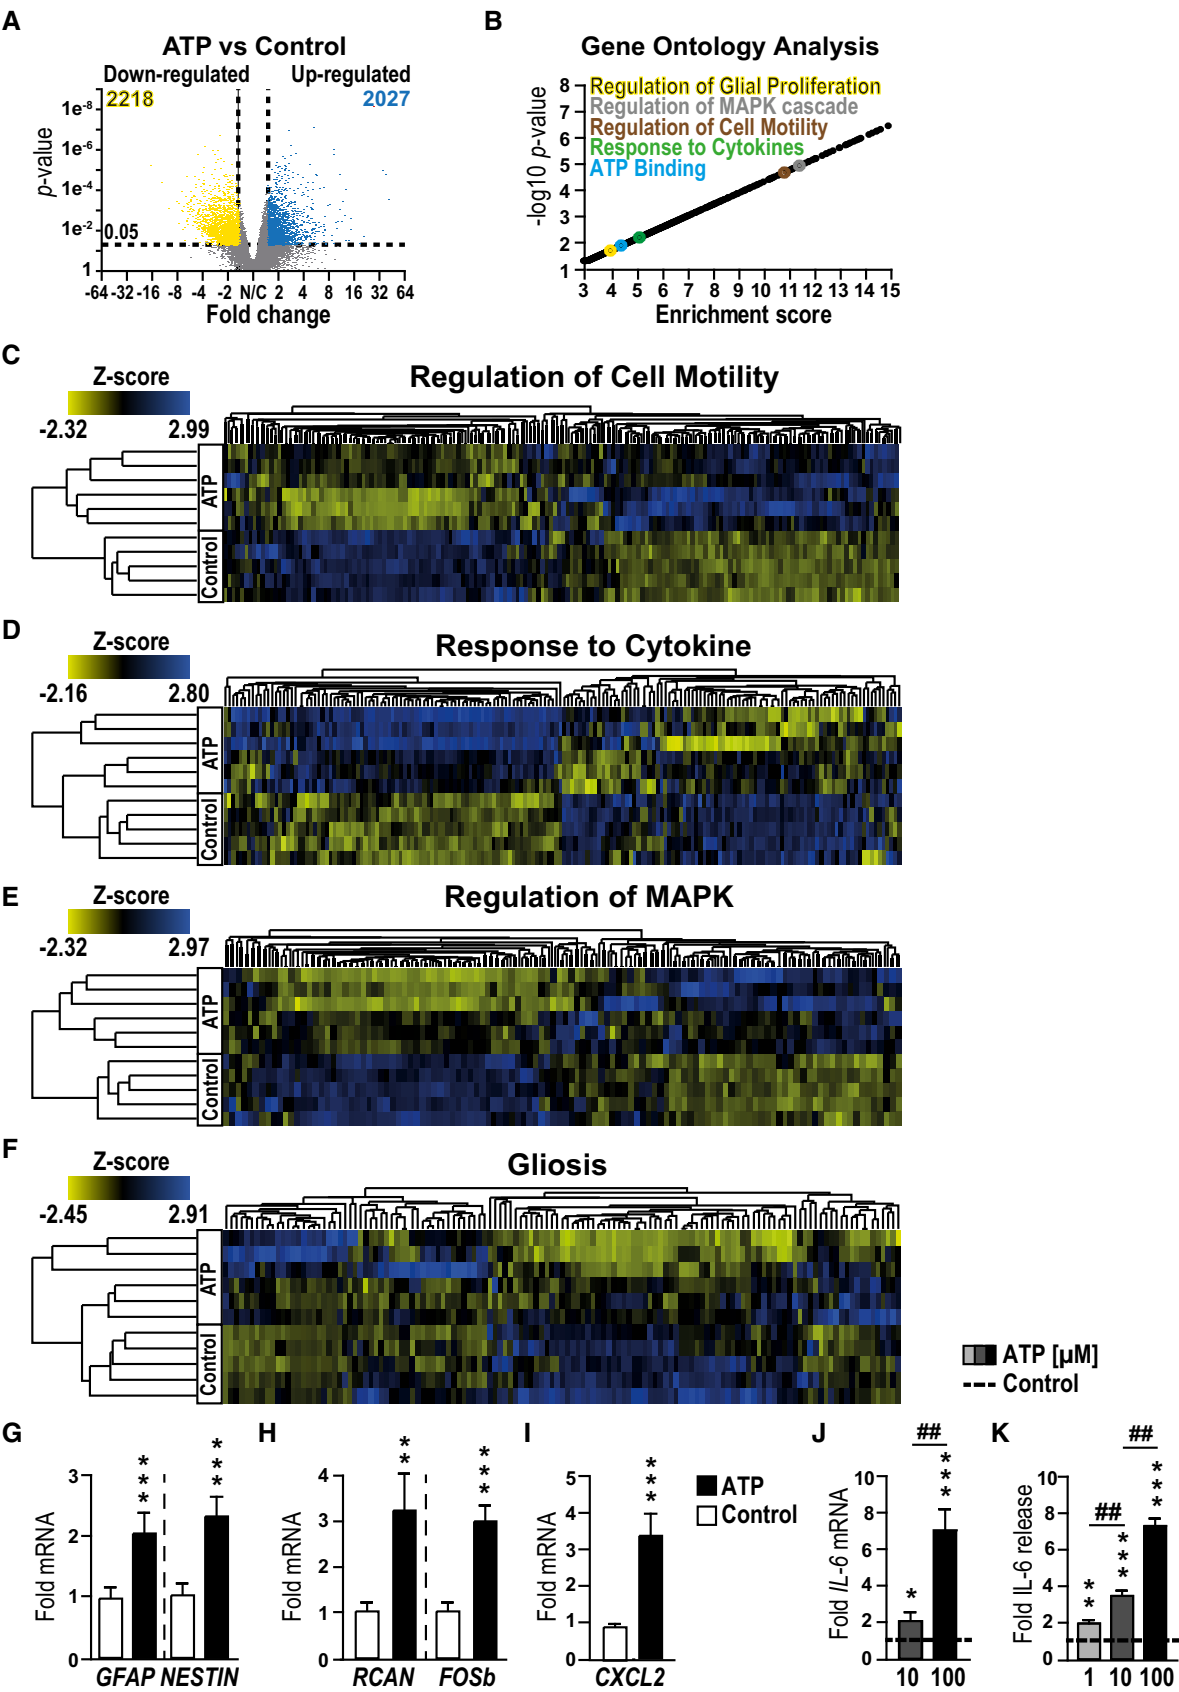 A
ATP vs Control
Down-regulated Up-regulated
2218 2027
1e-8
1e-6
1e-4
1e-2
1
p-value
0.05
-64 -32 -16 -8 -4 -2 N/C 2 4 8 16 32 64
Fold change
B
Gene Ontology Analysis
8
7
6
5
4
3
2
1
-log10 p-value
Regulation of Glial Proliferation
Regulation of MAPK cascade
Regulation of Cell Motility
Response to Cytokines
ATP Binding
3 4 5 6 7 8 9 10 11 12 13 14 15
Enrichment score
C
Z-score
-2.32 2.99
Regulation of Cell Motility
ATP
Control
D
Z-score
-2.16 2.80
Response to Cytokine
ATP
Control
E
Z-score
-2.32 2.97
Regulation of MAPK
ATP
Control
F
Z-score
-2.45 2.91
Gliosis
ATP
Control
ATP [µM]
Control
G
Fold mRNA
3
2
1
0
***
***
GFAP NESTIN
H
Fold mRNA
4
3
2
1
0
**
***
RCAN FOSb
I
Fold mRNA
5
4
3
2
1
0
***
CXCL2
ATP
Control
J
Fold IL-6 mRNA
10
8
6
4
2
0
##
*
***
10 100
K
Fold IL-6 release
10
8
6
4
2
0
##
##
**
***
***
1 10 100